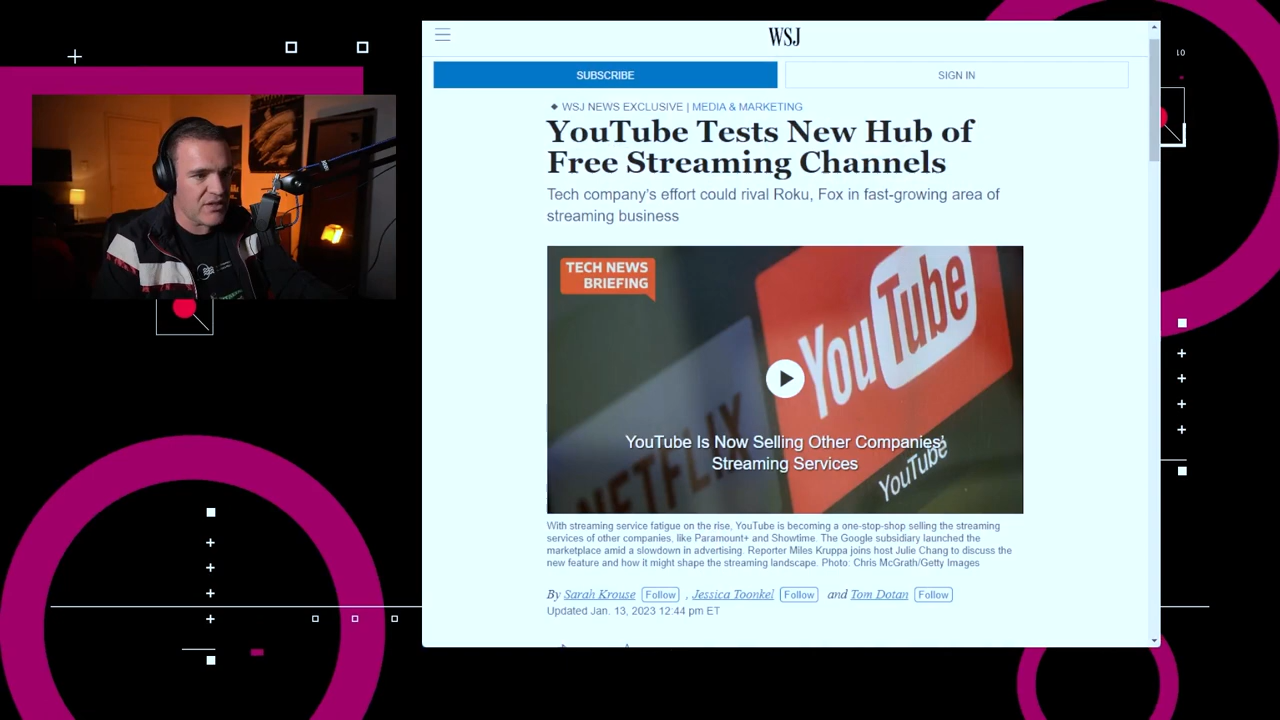 WSJ
SUBSCRIBE
SIGN IN
WSJ NEWS EXCLUSIVE | MEDIA & MARKETING
YouTube Tests New Hub of
Free Streaming Channels
Tech company's effort could rival Roku, Fox in fast-growing area of
streaming business
TECH NEWS
BRIEFING
YouTube
NETFLIX
YouTube Is Now Selling Other Companies'
Streaming Services
YouTube
With streaming service fatigue on the rise, YouTube is becoming a one-stop-shop selling the streaming
services of other companies, like Paramount+ and Showtime. The Google subsidiary launched the
marketplace amid a slowdown in advertising. Reporter Miles Kruppa joins host Julie Chang to discuss the
new feature and how it might shape the streaming landscape. Photo: Chris McGrath/Getty Images
By Sarah Krouse Follow , Jessica Toonkel Follow and Tom Dotan Follow
Updated Jan. 13, 2023 12:44 pm ET
10